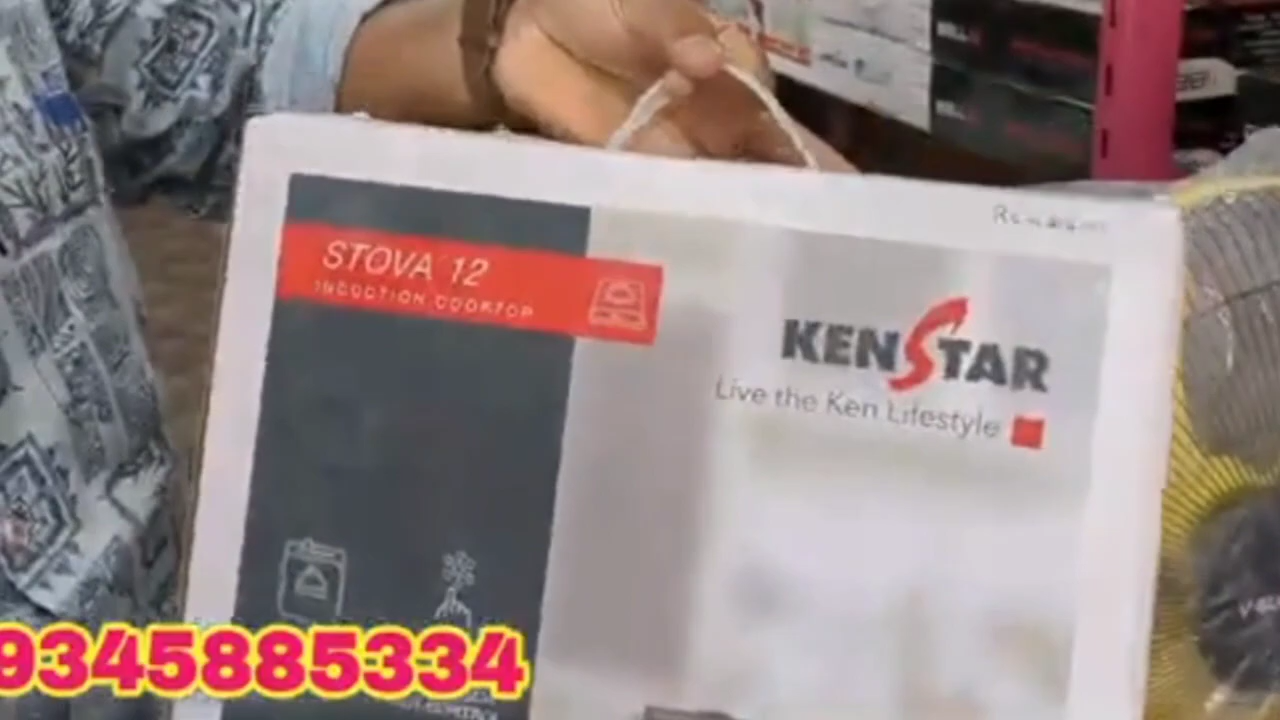 STOVA 12
INDUCTION COOKTOP
KENSTAR
Live the Ken Lifestyle
9345885334